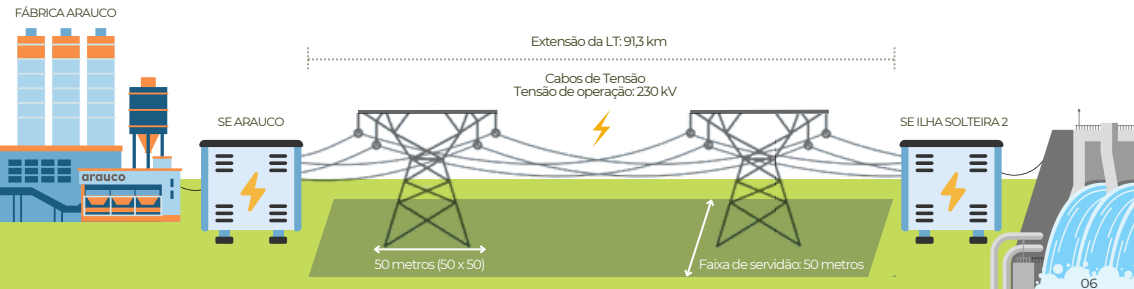 FÁBRICA ARAUCO
Extensão da LT: 91,3 km
Cabos de Tensão
Tensão de operação: 230 kV
SE ARAUCO
SE ILHA SOLTEIRA 2
arauco
50 metros (50 x 50)
Faixa de servidão: 50 metros
06